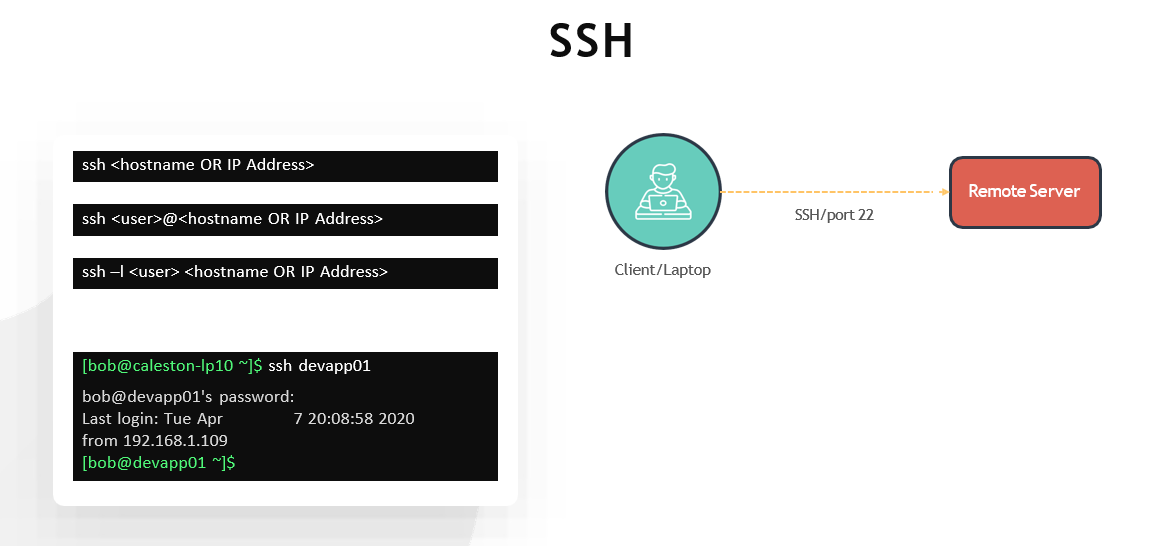 SSH
ssh <hostname OR IP Address>
ssh <user>@<hostname OR IP Address>
ssh –l <user> <hostname OR IP Address>
[bob@caleston-lp10 ~]$ ssh devapp01
bob@devapp01's password:
Last login: Tue Apr 7 20:08:58 2020
from 192.168.1.109
[bob@devapp01 ~]$
SSH/port 22
Remote Server
Client/Laptop